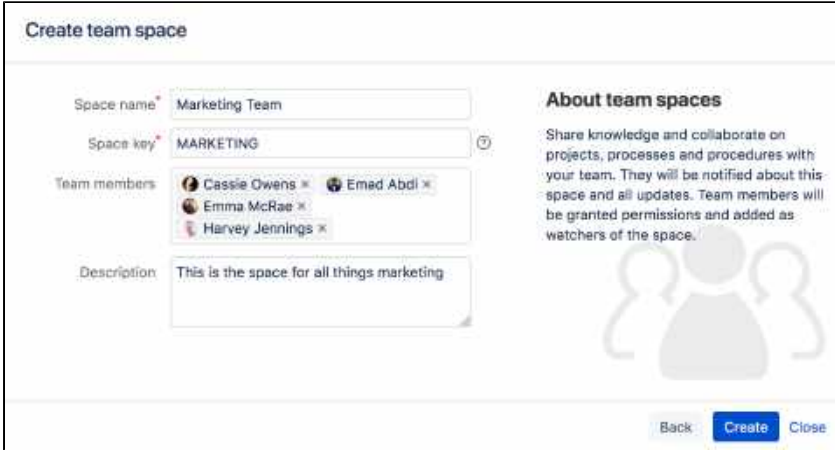 Create team space
Space name* Marketing Team
Space key* MARKETING
Team members Cassie Owens × Emad Abdi ×
Emma McRae ×
Harvey Jennings ×
Description This is the space for all things marketing
About team spaces
Share knowledge and collaborate on
projects, processes and procedures with
your team. They will be notified about this
space and all updates. Team members will
be granted permissions and added as
watchers of the space.
Back Create Close